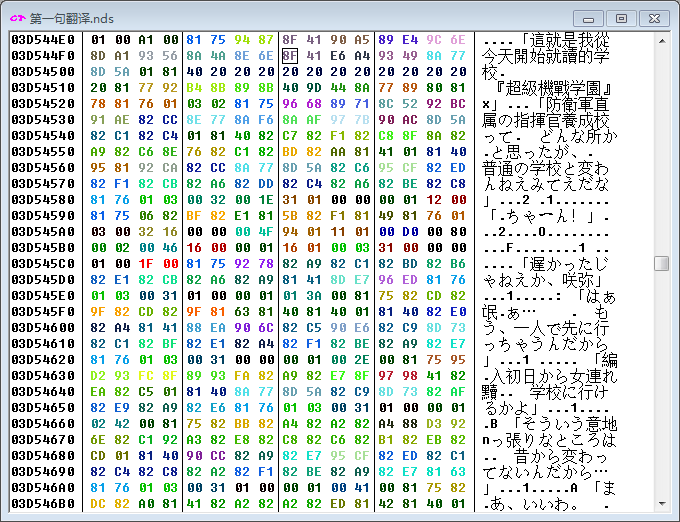 第一句翻译.nds
03D544E0 01 00 A1 00 81 75 94 87 8F 41 90 A5 89 E4 9C 6E ....「這就是我從
03D544F0 8D A1 93 56 8A 4A 8E 6E 8F 41 E6 A4 93 49 8A 77 今天開始就讀的学
03D54500 8D 5A 01 81 40 20 20 20 20 20 20 20 20 20 20 20 校.
03D54510 20 81 77 92 B4 8B 89 8B 40 9D 44 8A 77 89 80 81 『超級機戰学園』
03D54520 78 81 76 01 03 02 81 75 96 68 89 71 8C 52 92 BC x」...「防衛軍直
03D54530 91 AE 82 CC 8E 77 8A F6 8A AF 97 7B 90 AC 8D 5A 属の指揮官養成校
03D54540 82 C1 82 C4 01 81 40 82 C7 82 F1 82 C8 8F 8A 82 って. どんな所か
03D54550 A9 82 C6 8E 76 82 C1 82 BD 82 AA 81 41 01 81 40 .と思ったが、.
03D54560 95 81 92 CA 82 CC 8A 77 8D 5A 82 C6 95 CF 82 ED 普通の学校と変わ
03D54570 82 F1 82 CB 82 A6 82 DD 82 C4 82 A6 82 BE 82 C8 んねえみてえだな
03D54580 81 76 01 03 00 32 00 1E 31 01 00 00 00 01 12 00 」...2 .1.......
03D54590 81 75 06 82 BF 82 E1 81 5B 82 F1 81 49 81 76 01 「.ちゃーん！」.
03D545A0 03 00 32 16 00 00 00 4F 94 01 11 01 00 D0 00 80 ..2....O........
03D545B0 00 02 00 46 16 00 00 01 16 01 00 03 31 00 00 00 ...F........1 ..
03D545C0 00 01 1F 00 81 75 92 78 82 A9 82 C1 82 BD 82 B6 ....「遅かったじ
03D545D0 82 E1 82 CB 82 A6 82 A9 81 41 8D E7 96 ED 81 76 ゃねえか、咲弥」
03D545E0 01 03 00 31 01 00 00 01 01 3A 00 81 75 82 CD 82 ...1.....: 「はぁ
03D545F0 9F 82 CD 82 9F 81 63 81 40 81 40 01 81 40 82 E0 氓.ぁ… . も
03D54600 82 A4 81 41 88 EA 90 6C 82 C5 90 E6 82 C9 8D 73 う、一人で先に行
03D54610 82 C1 82 BF 82 E1 82 A4 82 F1 82 BE 82 A9 82 E7 っちゃうんだから
03D54620 81 76 01 03 00 31 00 00 00 01 00 2E 00 81 75 95 」...1 ..... 「編
03D54630 D2 93 FC 8F 89 93 FA 82 A9 82 E7 8F 97 98 41 82 .入初日から女連れ
03D54640 EA 82 C5 01 81 40 8A 77 8D 5A 82 C9 8D 73 82 AF 黷.. 学校に行け
03D54650 82 E9 82 A9 82 E6 81 76 01 03 00 31 01 00 00 01 るかよ」...1....
03D54660 02 42 00 81 75 82 BB 82 A4 82 A2 82 A4 88 D3 92 .B 「そういう意地
03D54670 6E 82 C1 92 A3 82 E8 82 C8 82 C6 82 B1 82 EB 82 nっ張りなところは
03D54680 CD 01 81 40 90 CC 82 A9 82 E7 95 CF 82 ED 82 C1 .. 昔から変わっ
03D54690 82 C4 82 C8 82 A2 82 F1 82 BE 82 A9 82 E7 81 63 てないんだから…
03D546A0 81 76 01 03 00 31 01 00 00 01 00 41 00 81 75 82 」...1.....A 「ま
03D546B0 DC 82 A0 81 41 82 A2 82 A2 82 ED 81 42 81 40 01 .あ、いいわ。 .